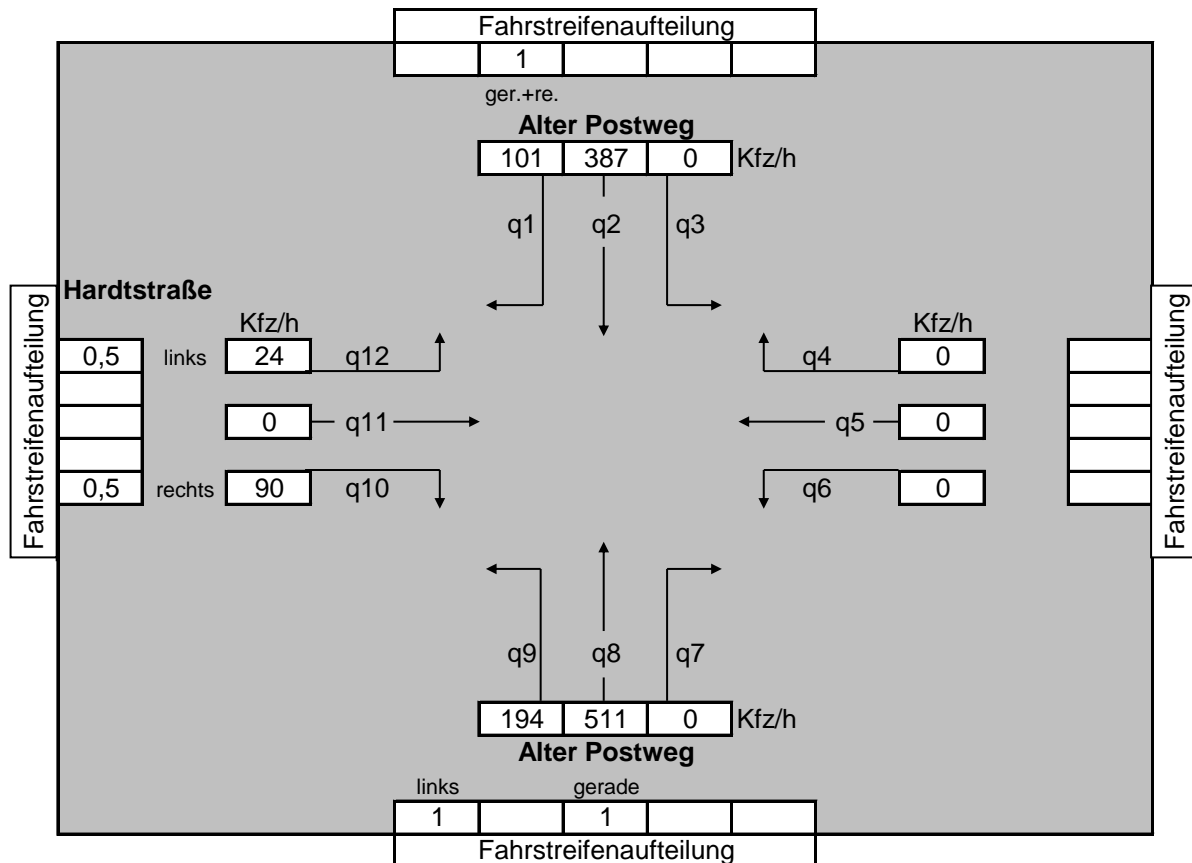 Fahrstreifenaufteilung
1
ger.+re.
Alter Postweg
101 387 0 Kfz/h
q1 q2 q3
Hardtstraße
Fahrstreifenaufteilung
Fahrstreifenaufteilung
Kfz/h Kfz/h
0,5 links 24 q12 q4 0
0 q11 q5 0
0,5 rechts 90 q10 q6 0
q9 q8 q7
194 511 0 Kfz/h
Alter Postweg
links gerade
1 1
Fahrstreifenaufteilung